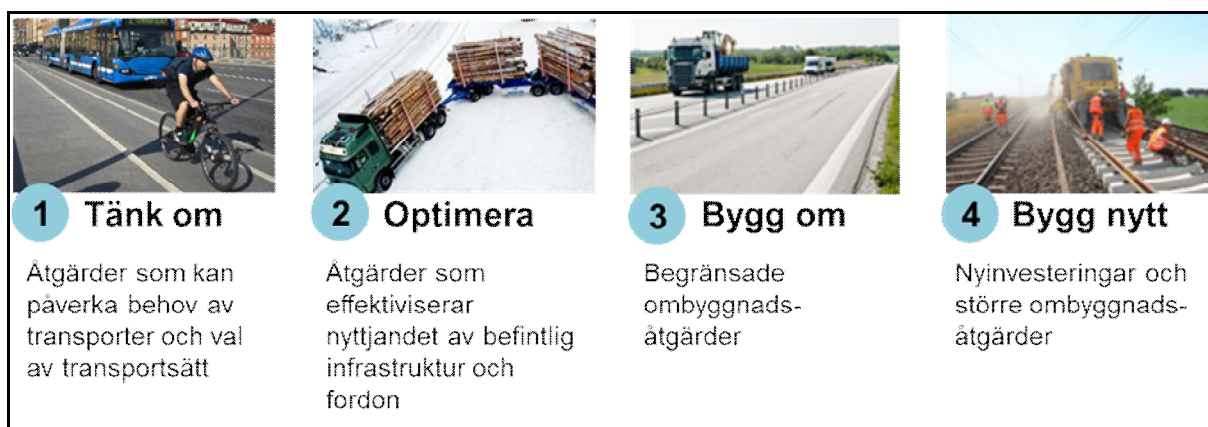 1 Tänk om
Åtgärder som kan
påverka behov av
transporter och val
av transportsätt
2 Optimera
Åtgärder som
effektiviserar
nyttjandet av befintlig
infrastruktur och
fordon
3 Bygg om
Begränsade
ombyggnads-
åtgärder
4 Bygg nytt
Nyinvesteringar och
större ombyggnads-
åtgärder